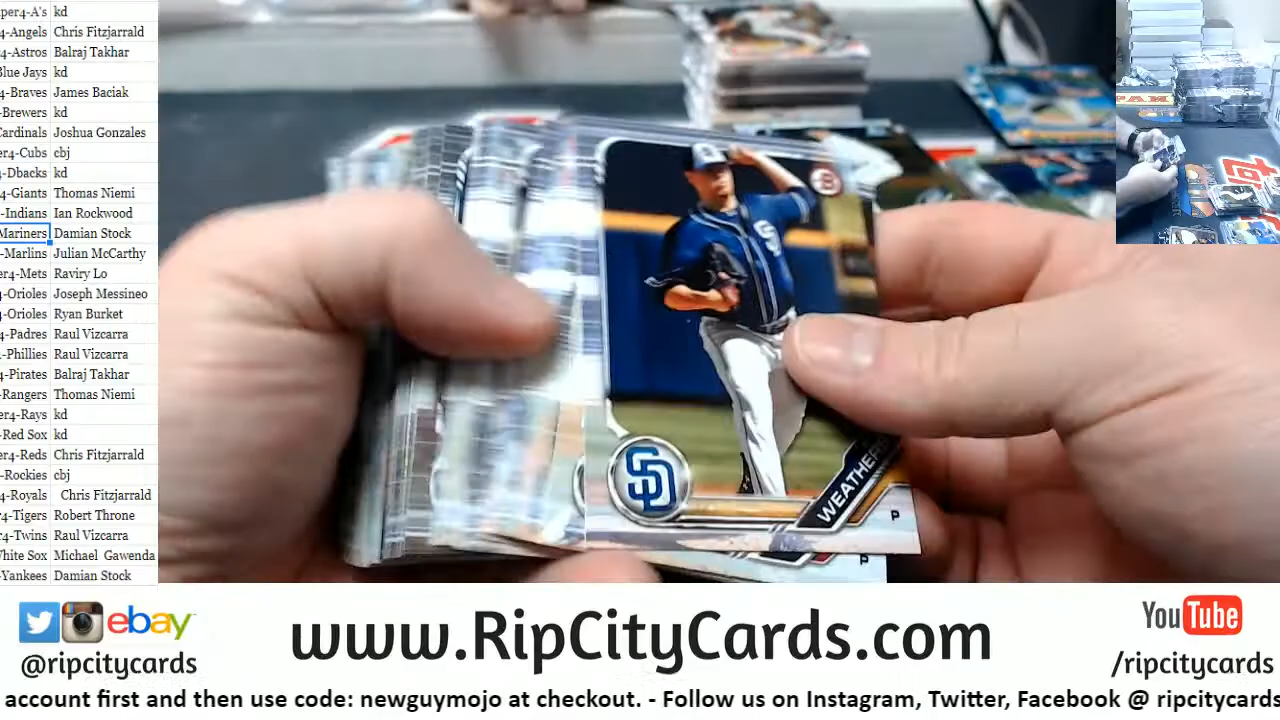 per4-A's kd
4-Angels Chris Fitzjarrald
4-Astros Balraj Takhar
Blue Jays kd
4-Braves James Baciak
-Brewers kd
Cardinals Joshua Gonzales
er4-Cubs cbj
4-Dbacks kd
4-Giants Thomas Niemi
-Indians Ian Rockwood
Mariners Damian Stock
-Marlins Julian McCarthy
er4-Mets Raviry Lo
4-Orioles Joseph Messineo
4-Orioles Ryan Burket
4-Padres Raul Vizcarra
4-Phillies Raul Vizcarra
4-Pirates Balraj Takhar
-Rangers Thomas Niemi
er4-Rays kd
-Red Sox kd
er4-Reds Chris Fitzjarrald
-Rockies cbj
4-Royals Chris Fitzjarrald
r4-Tigers Robert Throne
r4-Twins Raul Vizcarra
White Sox Michael Gawenda
-Yankees Damian Stock
SD
P
P
ebay
@ripcitycards
www.RipCityCards.com
YouTube
/ripcitycards
account first and then use code: newguymojo at checkout. - Follow us on Instagram, Twitter, Facebook @ ripcitycards